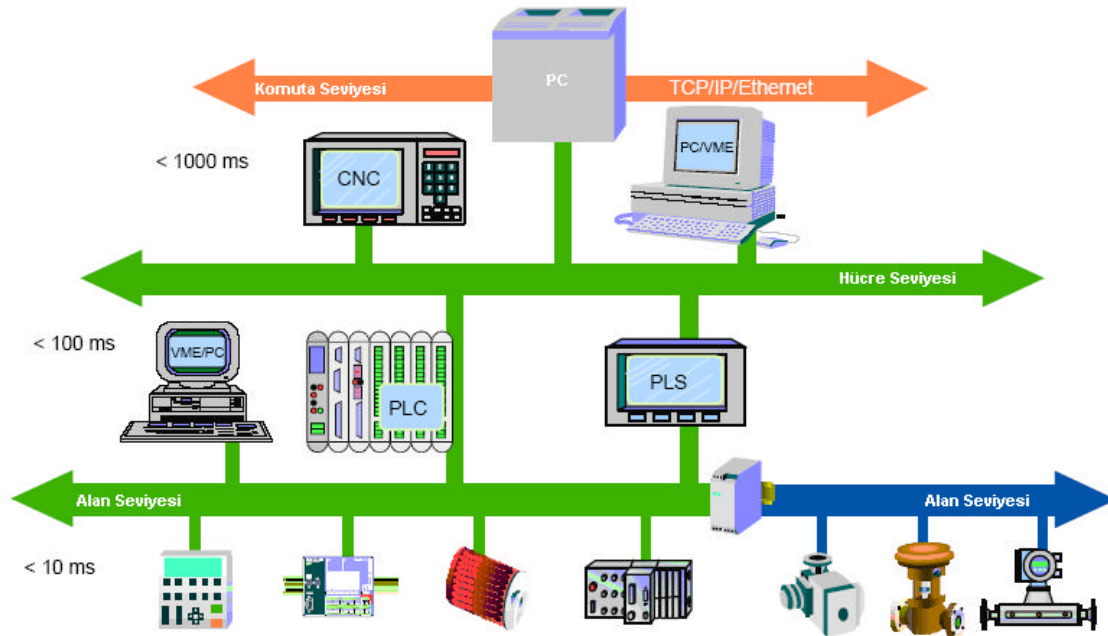 PC
Komuta Seviyesi
TCP/IP/Ethernet
< 1000 ms
CNC
PC/VME
Hücre Seviyesi
< 100 ms
VME/PC
PLC
PLS
Alan Seviyesi
Alan Seviyesi
< 10 ms